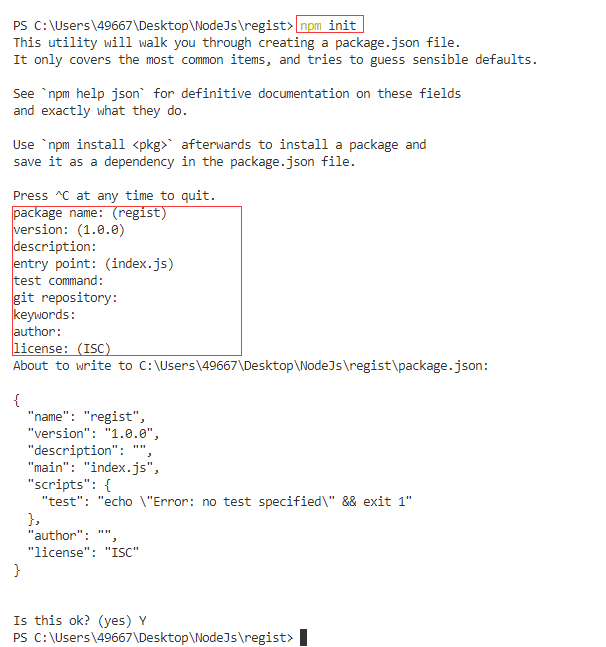 PS C:\Users\49667\Desktop\NodeJs\regist> npm init
This utility will walk you through creating a package.json file.
It only covers the most common items, and tries to guess sensible defaults.

See `npm help json` for definitive documentation on these fields
and exactly what they do.

Use `npm install <pkg>` afterwards to install a package and
save it as a dependency in the package.json file.

Press ^C at any time to quit.
package name: (regist)
version: (1.0.0)
description:
entry point: (index.js)
test command:
git repository:
keywords:
author:
license: (ISC)
About to write to C:\Users\49667\Desktop\NodeJs\regist\package.json:

{
  "name": "regist",
  "version": "1.0.0",
  "description": "",
  "main": "index.js",
  "scripts": {
    "test": "echo \"Error: no test specified\" && exit 1"
  },
  "author": "",
  "license": "ISC"
}

Is this ok? (yes) Y
PS C:\Users\49667\Desktop\NodeJs\regist>